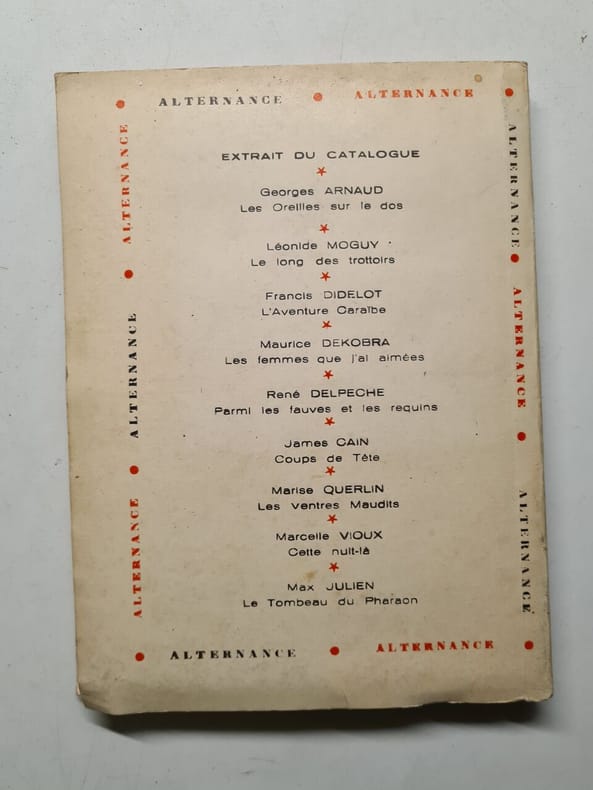 ALTERNANCE ALTERNANCE
EXTRAIT DU CATALOGUE
Georges ARNAUD
Les Oreilles sur le dos
Léonide MOGUY
Le long des trottoirs
Francis DIDELOT
L'Aventure Caraïbe
Maurice DEKOBRA
Les femmes que j'ai aimées
René DELPECHE
Parmi les fauves et les requins
James CAIN
Coups de Tête
Marise QUERLIN
Les Ventres Maudits
Marcelle VIOUX
Cette nuit-là
Max JULIEN
Le Tombeau du Pharaon
ALTERNANCE
ALTERNANCE
ALTERNANCE
ALTERNANCE
ALTERNANCE
ALTERNANCE
ALTERNANCE ALTERNANCE